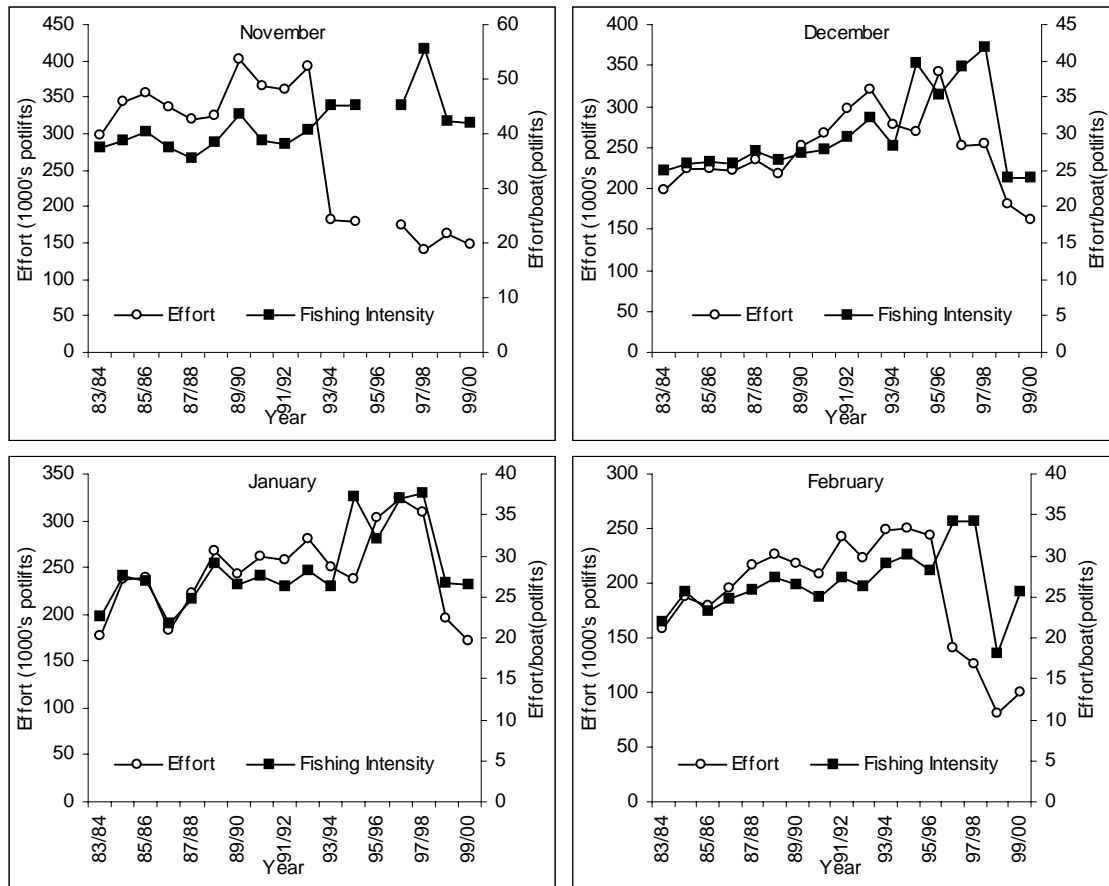 November
Effort (1000's potlifts)
450
400
350
300
250
200
150
100
50
0
Effort/boat(potlifts)
60
50
40
30
20
10
0
Effort Fishing Intensity
83/84 85/86 87/88 89/90 91/92 93/94 95/96 97/98 99/00
Year
December
Effort (1000's potlifts)
400
350
300
250
200
150
100
50
0
Effort/boat(potlifts)
45
40
35
30
25
20
15
10
5
0
Effort Fishing Intensity
83/84 85/86 87/88 89/90 91/92 93/94 95/96 97/98 99/00
Year
January
Effort (1000's potlifts)
350
300
250
200
150
100
50
0
Effort/boat(potlifts)
40
35
30
25
20
15
10
5
0
Effort Fishing Intensity
83/84 85/86 87/88 89/90 91/92 93/94 95/96 97/98 99/00
Year
February
Effort (1000's potlifts)
300
250
200
150
100
50
0
Effort/boat(potlifts)
40
35
30
25
20
15
10
5
0
Effort Fishing Intensity
83/84 85/86 87/88 89/90 91/92 93/94 95/96 97/98 99/00
Year